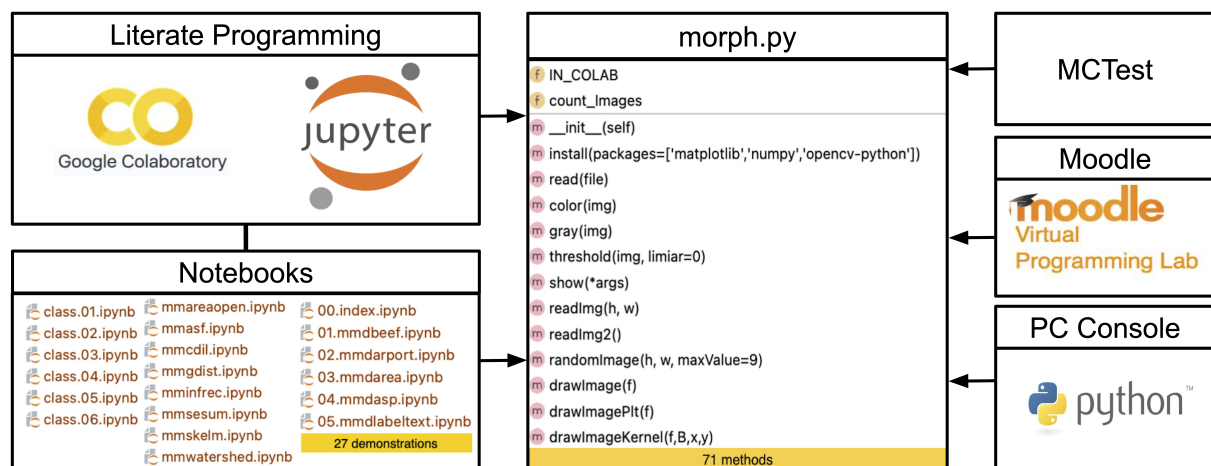 Literate Programming
CO
Google Colaboratory
jupyter
Notebooks
class.01.ipynb
class.02.ipynb
class.03.ipynb
class.04.ipynb
class.05.ipynb
class.06.ipynb
mmareaopen.ipynb
mmasf.ipynb
mmcdil.ipynb
mmgdist.ipynb
mminfrec.ipynb
mmsesum.ipynb
mmskelm.ipynb
mmwatershed.ipynb
00.index.ipynb
01.mmdbeef.ipynb
02.mmdarport.ipynb
03.mmdarea.ipynb
04.mmdasp.ipynb
05.mmdlabeltext.ipynb
27 demonstrations
morph.py
f IN_COLAB
f count_Images
m __init__(self)
m install(packages=['matplotlib','numpy','opencv-python'])
m read(file)
m color(img)
m gray(img)
m threshold(img, limiar=0)
m show(*args)
m readImg(h, w)
m readImg2()
m randomImage(h, w, maxValue=9)
m drawImage(f)
m drawImagePlt(f)
m drawImageKernel(f,B,x,y)
71 methods
MCTest
Moodle
moodle
Virtual
Programming Lab
PC Console
python™